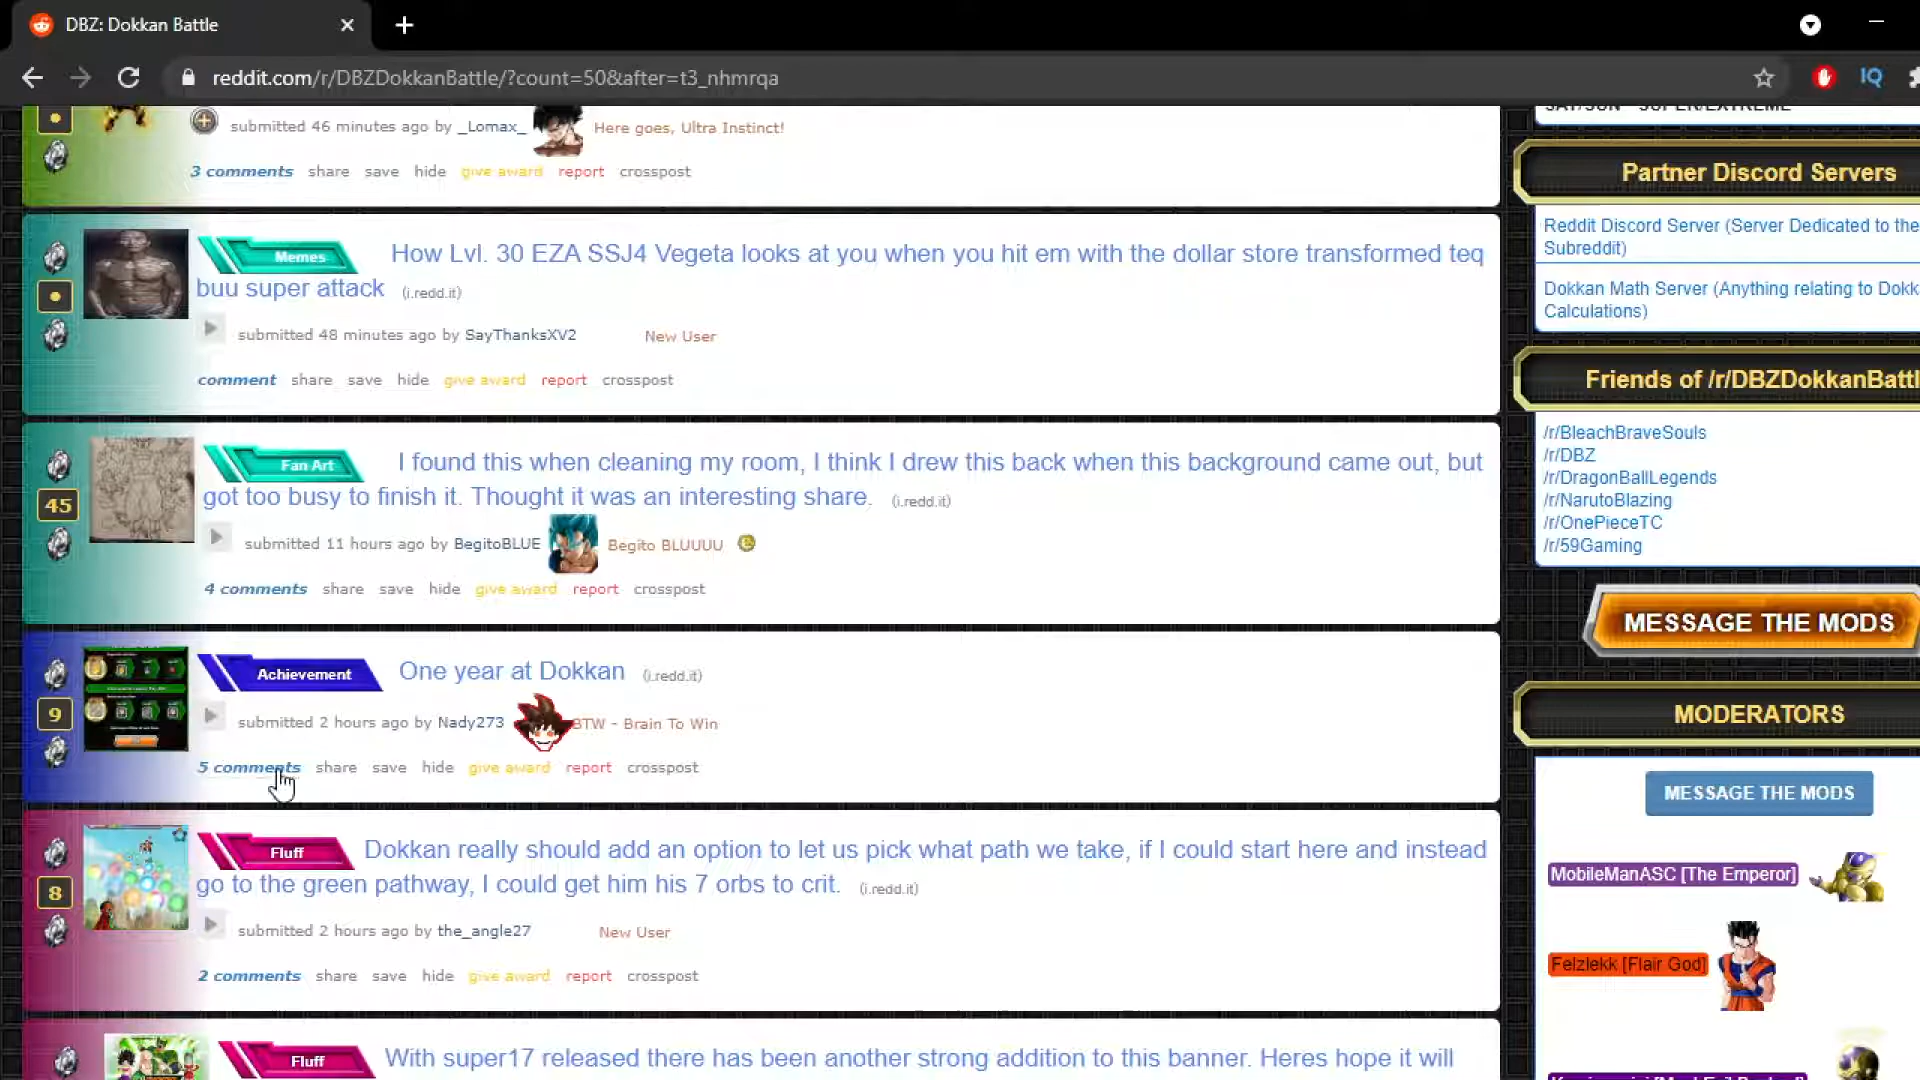 DBZ: Dokkan Battle
reddit.com/r/DBZDokkanBattle/?count=50&after=t3_nhmrqa
IQ
submitted 46 minutes ago by _Lomax_ Here goes, Ultra Instinct!
3 comments share save hide give award report crosspost
Memes How Lvl. 30 EZA SSJ4 Vegeta looks at you when you hit em with the dollar store transformed teq
buu super attack (i.redd.it)
submitted 48 minutes ago by SayThanksXV2 New User
comment share save hide give award report crosspost
45
Fan Art I found this when cleaning my room, I think I drew this back when this background came out, but
got too busy to finish it. Thought it was an interesting share. (i.redd.it)
submitted 11 hours ago by BegitoBLUE Begito BLUUUU
4 comments share save hide give award report crosspost
9
Achievement One year at Dokkan (i.redd.it)
submitted 2 hours ago by Nady273 BTW - Brain To Win
5 comments share save hide give award report crosspost
8
Fluff Dokkan really should add an option to let us pick what path we take, if I could start here and instead
go to the green pathway, I could get him his 7 orbs to crit. (i.redd.it)
submitted 2 hours ago by the_angle27 New User
2 comments share save hide give award report crosspost
Fluff With super17 released there has been another strong addition to this banner. Heres hope it will
SAT/SUN - SUPER/EXTREME
Partner Discord Servers
Reddit Discord Server (Server Dedicated to the
Subreddit)
Dokkan Math Server (Anything relating to Dokk
Calculations)
Friends of /r/DBZDokkanBattl
/r/BleachBraveSouls
/r/DBZ
/r/DragonBallLegends
/r/NarutoBlazing
/r/OnePieceTC
/r/59Gaming
MESSAGE THE MODS
MODERATORS
MESSAGE THE MODS
MobileManASC [The Emperor]
Felzlekk [Flair God]